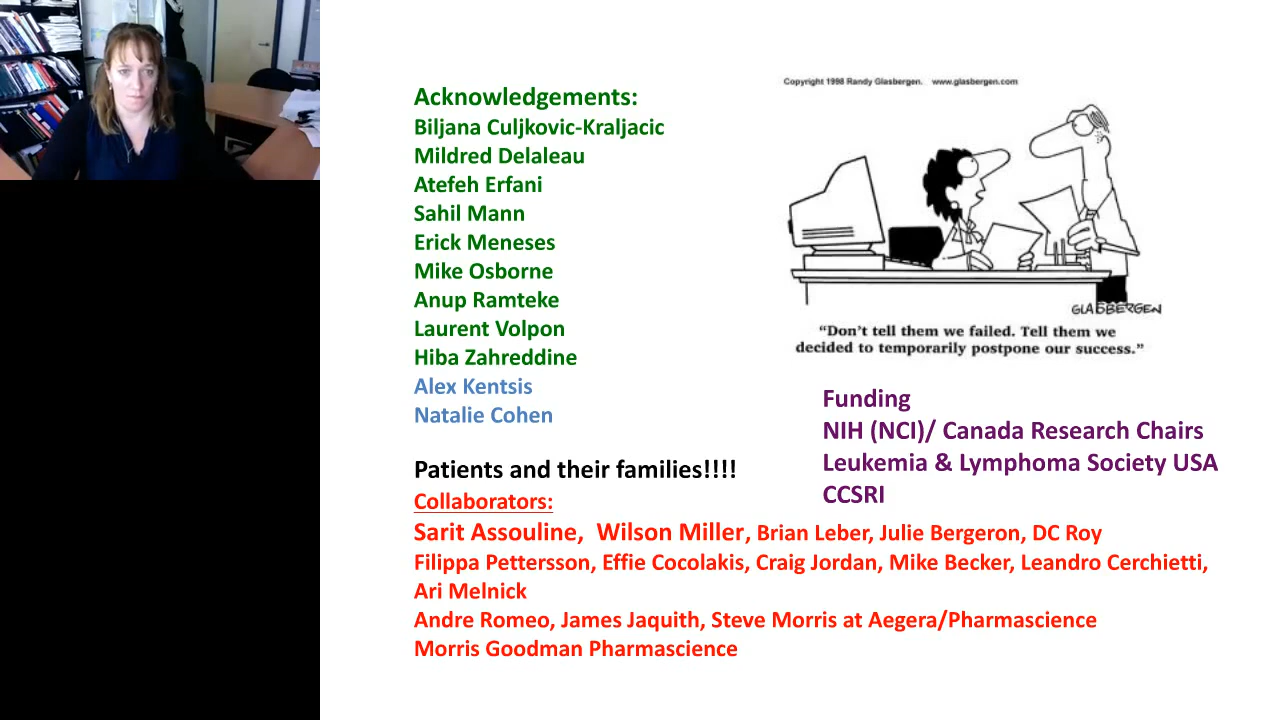 Acknowledgements:
Biljana Culjkovic-Kraljacic
Mildred Delaleau
Atefeh Erfani
Sahil Mann
Erick Meneses
Mike Osborne
Anup Ramteke
Laurent Volpon
Hiba Zahreddine
Alex Kentsis
Natalie Cohen
Patients and their families!!!!
Collaborators:
Sarit Assouline,  Wilson Miller, Brian Leber, Julie Bergeron, DC Roy
Filippa Pettersson, Effie Cocolakis, Craig Jordan, Mike Becker, Leandro Cerchietti,
Ari Melnick
Andre Romeo, James Jaquith, Steve Morris at Aegera/Pharmascience
Morris Goodman Pharmascience
Copyright 1998 Randy Glasbergen.   www.glasbergen.com
GLASBERGEN
“Don’t tell them we failed. Tell them we
decided to temporarily postpone our success.”
Funding
NIH (NCI)/ Canada Research Chairs
Leukemia & Lymphoma Society USA
CCSRI